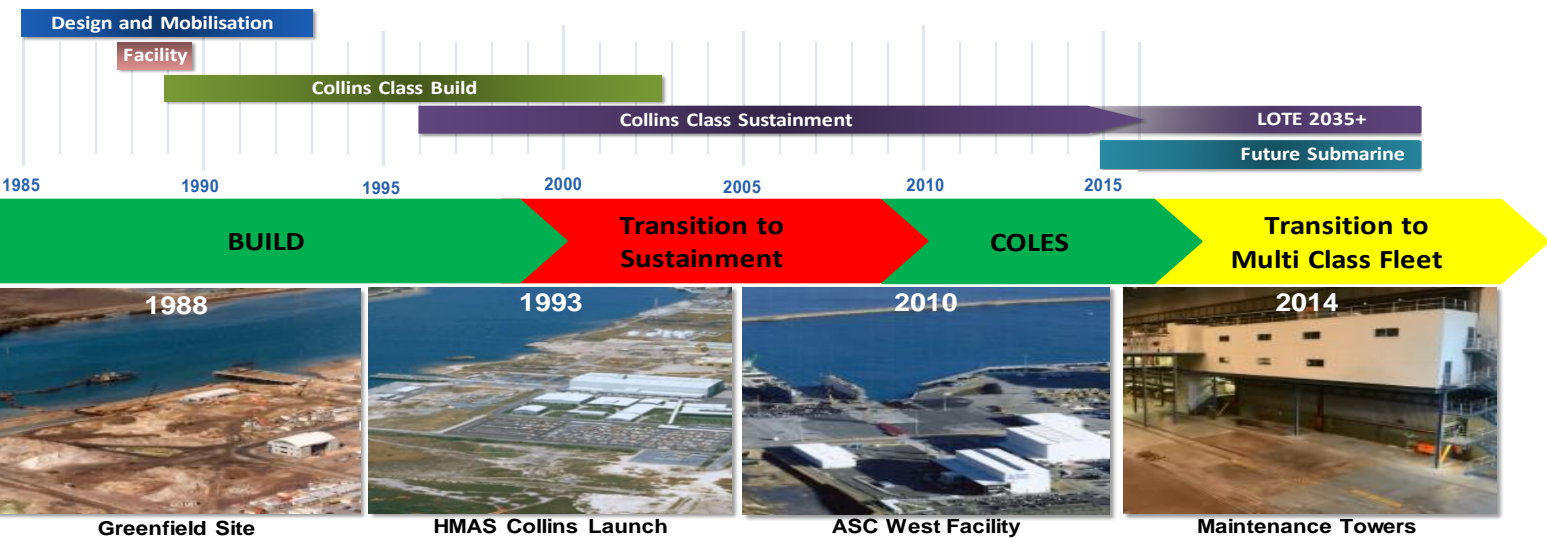 Design and Mobilisation
Facility
Collins Class Build
Collins Class Sustainment
LOTE 2035+
Future Submarine
1985
1990
1995
2000
2005
2010
2015
BUILD
Transition to
Sustainment
COLES
Transition to
Multi Class Fleet
1988
1993
2010
2014
Greenfield Site
HMAS Collins Launch
ASC West Facility
Maintenance Towers